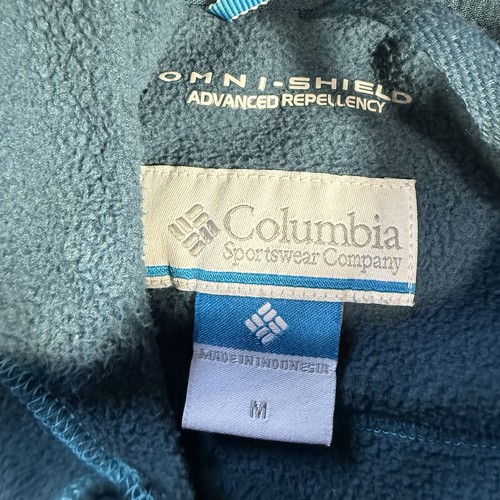 OMNI-SHIELD
ADVANCED REPELLENCY
Columbia
Sportswear Company
MADE IN INDONESIA
M